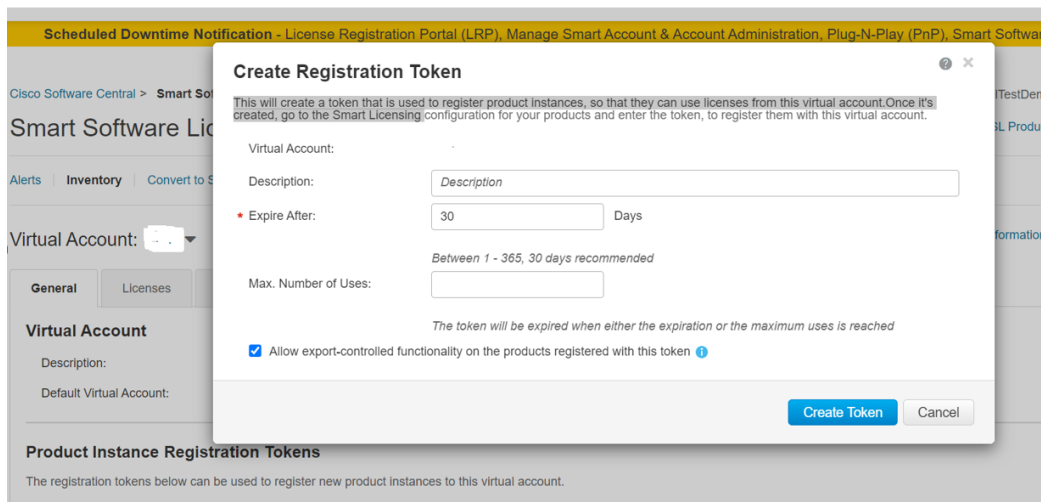 Scheduled Downtime Notification - License Registration Portal (LRP), Manage Smart Account & Account Administration, Plug-N-Play (PnP), Smart Softwar
Create Registration Token
Cisco Software Central > Smart Sof
This will create a token that is used to register product instances, so that they can use licenses from this virtual account.Once it's
created, go to the Smart Licensing configuration for your products and enter the token, to register them with this virtual account.
lTestDem
Smart Software Lic
SL Produ
Virtual Account:
Alerts
Inventory
Convert to S
Description:
Description
* Expire After:
30
Days
Virtual Account:
formation
Between 1 - 365, 30 days recommended
General
Licenses
Max. Number of Uses:
The token will be expired when either the expiration or the maximum uses is reached
Virtual Account
Allow export-controlled functionality on the products registered with this token
Description:
Default Virtual Account:
Create Token
Cancel
Product Instance Registration Tokens
The registration tokens below can be used to register new product instances to this virtual account.